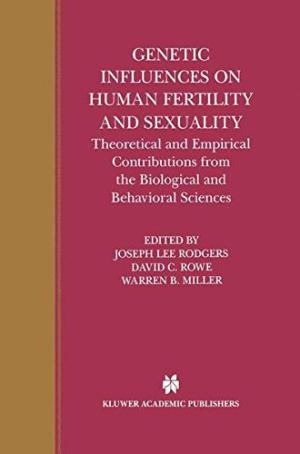 GENETIC
INFLUENCES ON
HUMAN FERTILITY
AND SEXUALITY
Theoretical and Empirical
Contributions from
the Biological and
Behavioral Sciences
EDITED BY
JOSEPH LEE RODGERS
DAVID C. ROWE
WARREN B. MILLER
KLUWER ACADEMIC PUBLISHERS